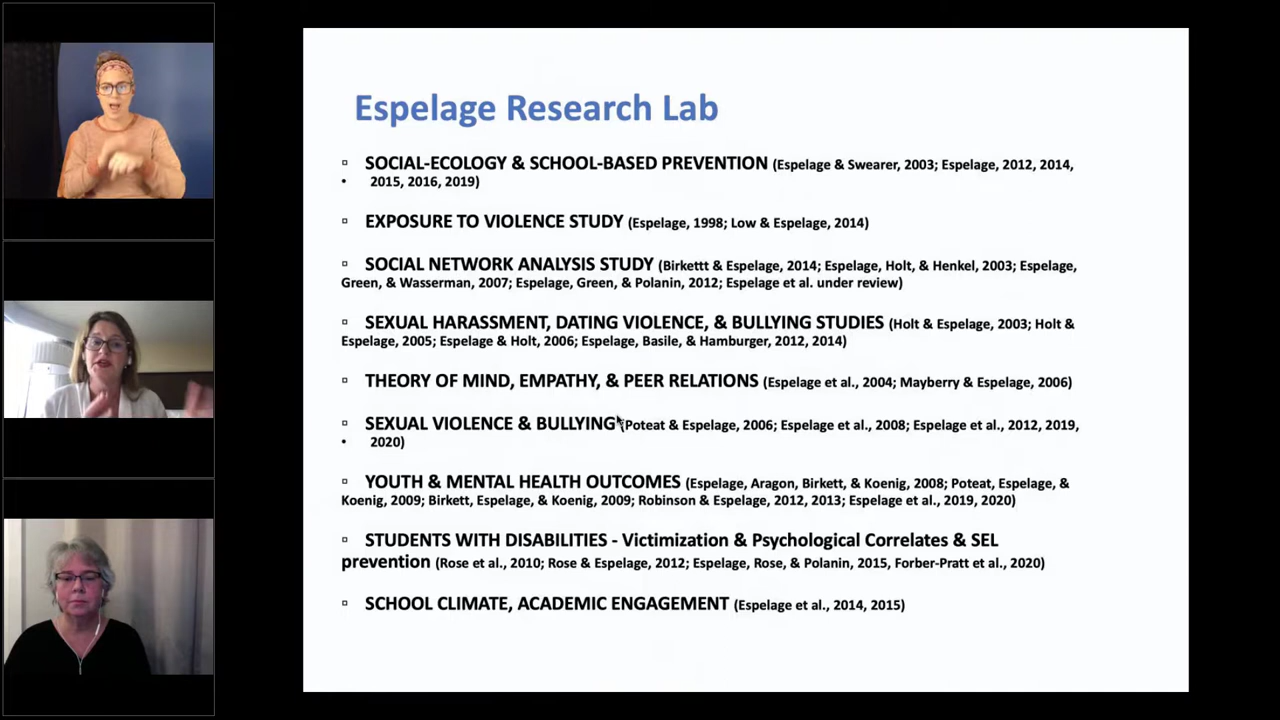 Espelage Research Lab
▫ SOCIAL-ECOLOGY & SCHOOL-BASED PREVENTION (Espelage & Swearer, 2003; Espelage, 2012, 2014,
• 2015, 2016, 2019)
▫ EXPOSURE TO VIOLENCE STUDY (Espelage, 1998; Low & Espelage, 2014)
▫ SOCIAL NETWORK ANALYSIS STUDY (Birkettt & Espelage, 2014; Espelage, Holt, & Henkel, 2003; Espelage,
Green, & Wasserman, 2007; Espelage, Green, & Polanin, 2012; Espelage et al. under review)
▫ SEXUAL HARASSMENT, DATING VIOLENCE, & BULLYING STUDIES (Holt & Espelage, 2003; Holt &
Espelage, 2005; Espelage & Holt, 2006; Espelage, Basile, & Hamburger, 2012, 2014)
▫ THEORY OF MIND, EMPATHY, & PEER RELATIONS (Espelage et al., 2004; Mayberry & Espelage, 2006)
▫ SEXUAL VIOLENCE & BULLYING (Poteat & Espelage, 2006; Espelage et al., 2008; Espelage et al., 2012, 2019,
• 2020)
▫ YOUTH & MENTAL HEALTH OUTCOMES (Espelage, Aragon, Birkett, & Koenig, 2008; Poteat, Espelage, &
Koenig, 2009; Birkett, Espelage, & Koenig, 2009; Robinson & Espelage, 2012, 2013; Espelage et al., 2019, 2020)
▫ STUDENTS WITH DISABILITIES - Victimization & Psychological Correlates & SEL
prevention (Rose et al., 2010; Rose & Espelage, 2012; Espelage, Rose, & Polanin, 2015, Forber-Pratt et al., 2020)
▫ SCHOOL CLIMATE, ACADEMIC ENGAGEMENT (Espelage et al., 2014, 2015)